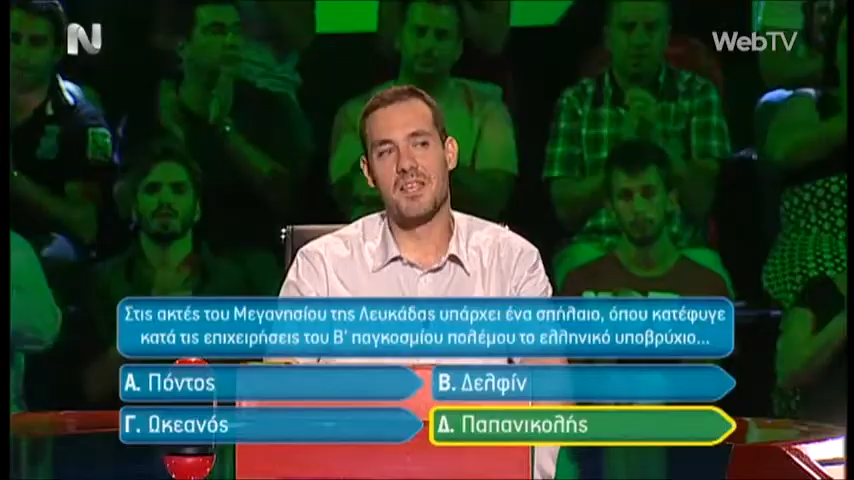 N
WebTV
Στις ακτές του Μεγανησίου της Λευκάδας υπάρχει ένα σπήλαιο, όπου κατέφυγε
κατά τις επιχειρήσεις του Β' παγκοσμίου πολέμου το ελληνικό υποβρύχιο...
Α. Πόντος
Β. Δελφίν
Γ. Ωκεανός
Δ. Παπανικολής